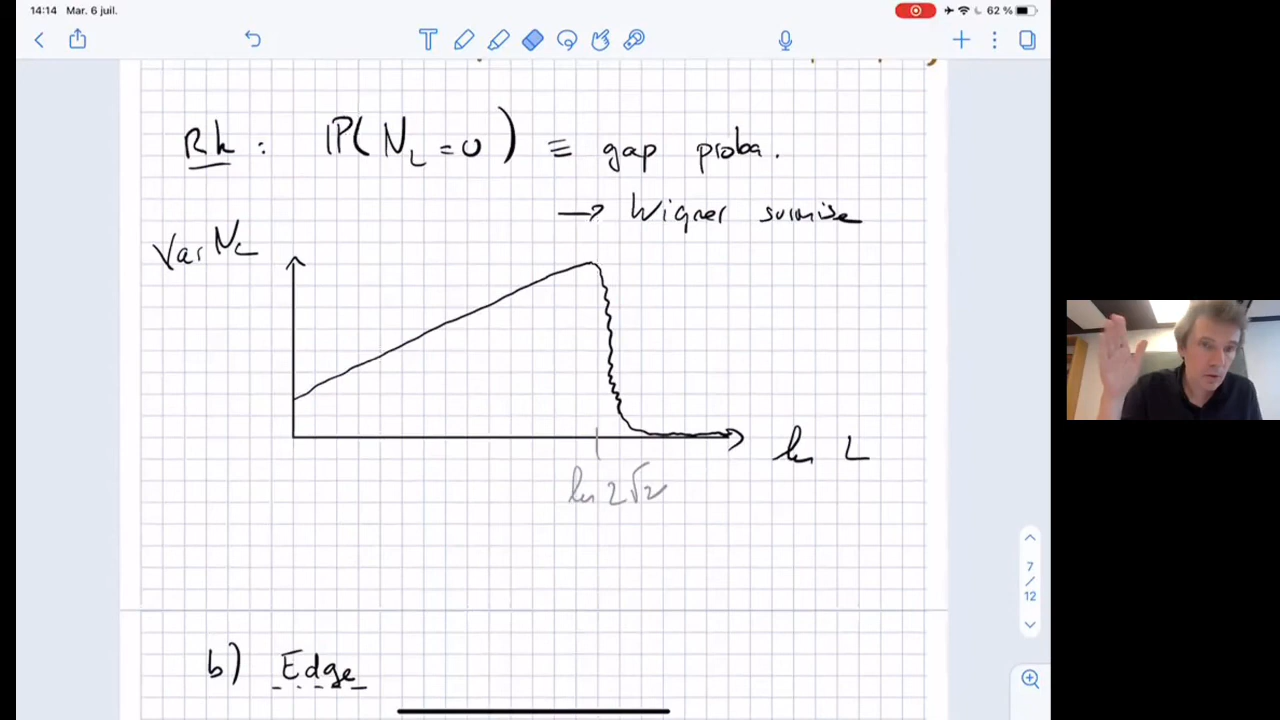 14:14 Mar. 6 juil. 62 %
Rk : IP( N_L = 0 ) ≡ gap proba.
→ Wigner surmise
Var N_L
ln L
ln 2√2
7
/
12
b) Edge